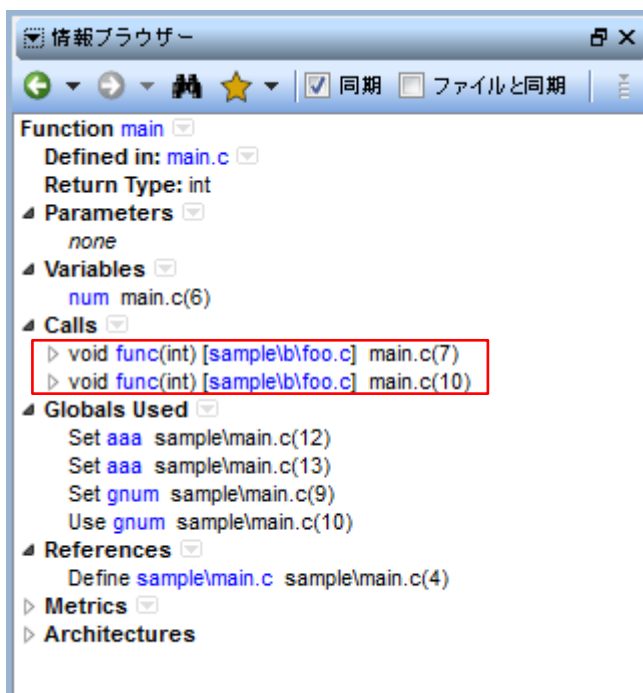 情報ブラウザー
同期 ファイルと同期
Function main
Defined in: main.c
Return Type: int
Parameters
none
Variables
num main.c(6)
Calls
void func(int) [sample\b\foo.c] main.c(7)
void func(int) [sample\b\foo.c] main.c(10)
Globals Used
Set aaa sample\main.c(12)
Set aaa sample\main.c(13)
Set gnum sample\main.c(9)
Use gnum sample\main.c(10)
References
Define sample\main.c sample\main.c(4)
Metrics
Architectures